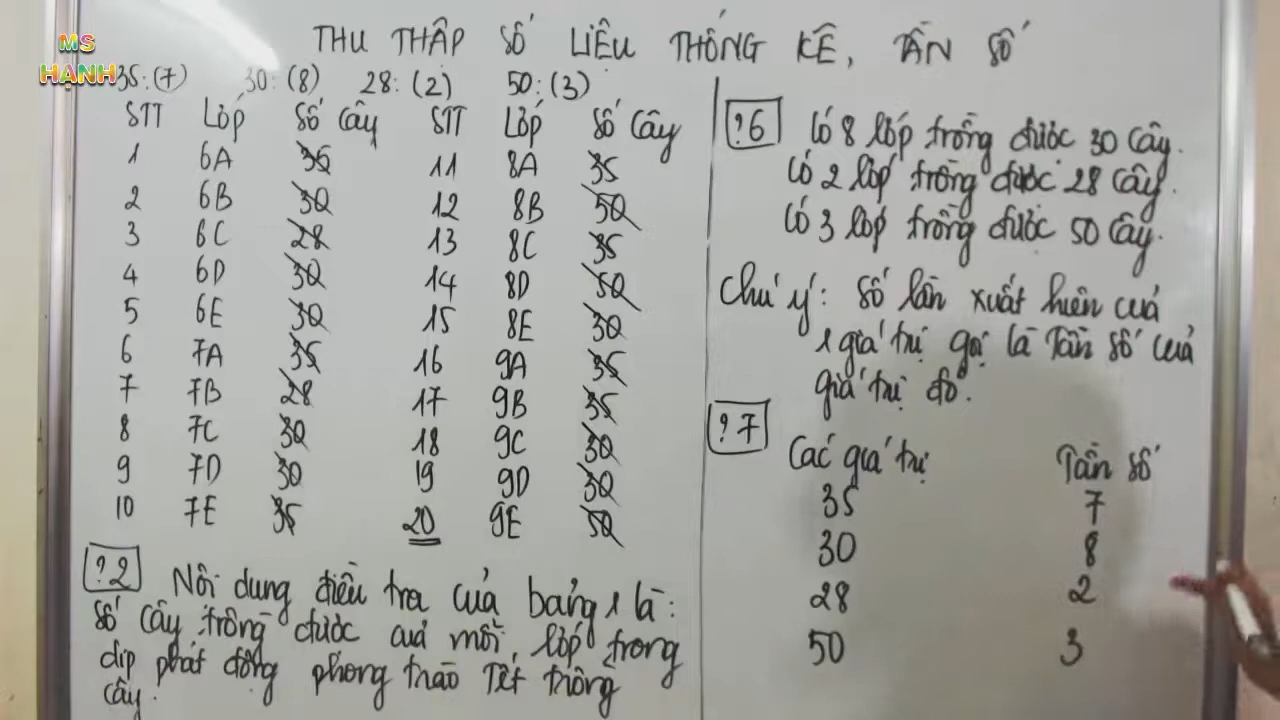 MS
HẠNH
THU THẬP SỐ LIỆU THỐNG KÊ, TẦN SỐ
35: (7) 30: (8) 28: (2) 50: (3)
STT Lớp Số cây STT Lớp Số cây
1 6A 35 11 8A 35
2 6B 30 12 8B 50
3 6C 28 13 8C 35
4 6D 30 14 8D 50
5 6E 30 15 8E 30
6 7A 35 16 9A 35
7 7B 28 17 9B 35
8 7C 30 18 9C 30
9 7D 30 19 9D 30
10 7E 35 20 9E 50
?2 Nội dung điều tra của bảng 1 là:
số cây trồng được của mỗi lớp trong
dịp phát động phong trào Tết trồng
cây.
?6 Có 8 lớp trồng được 30 cây.
Có 2 lớp trồng được 28 cây.
Có 3 lớp trồng được 50 cây.
Chú ý: Số lần xuất hiện của
1 giá trị gọi là Tần số của
giá trị đó.
?7 Các giá trị Tần số
35 7
30 8
28 2
50 3